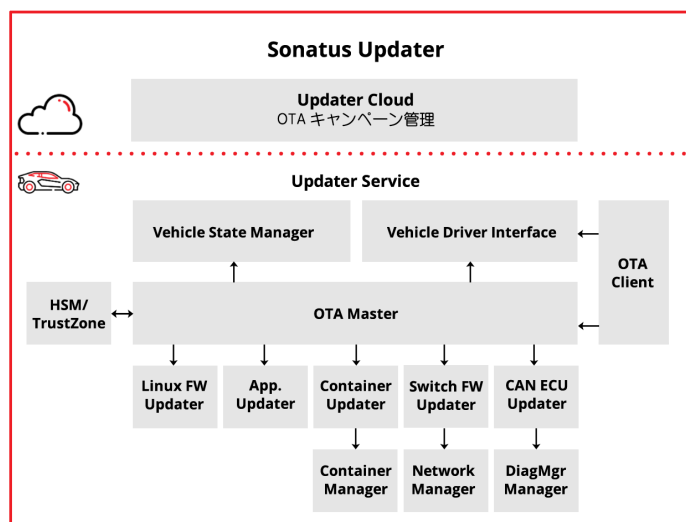 Sonatus Updater
Updater Cloud
OTA キャンペーン管理
Updater Service
Vehicle State Manager
Vehicle Driver Interface
OTA
Client
HSM/
TrustZone
OTA Master
Linux FW
Updater
App.
Updater
Container
Updater
Switch FW
Updater
CAN ECU
Updater
Container
Manager
Network
Manager
DiagMgr
Manager